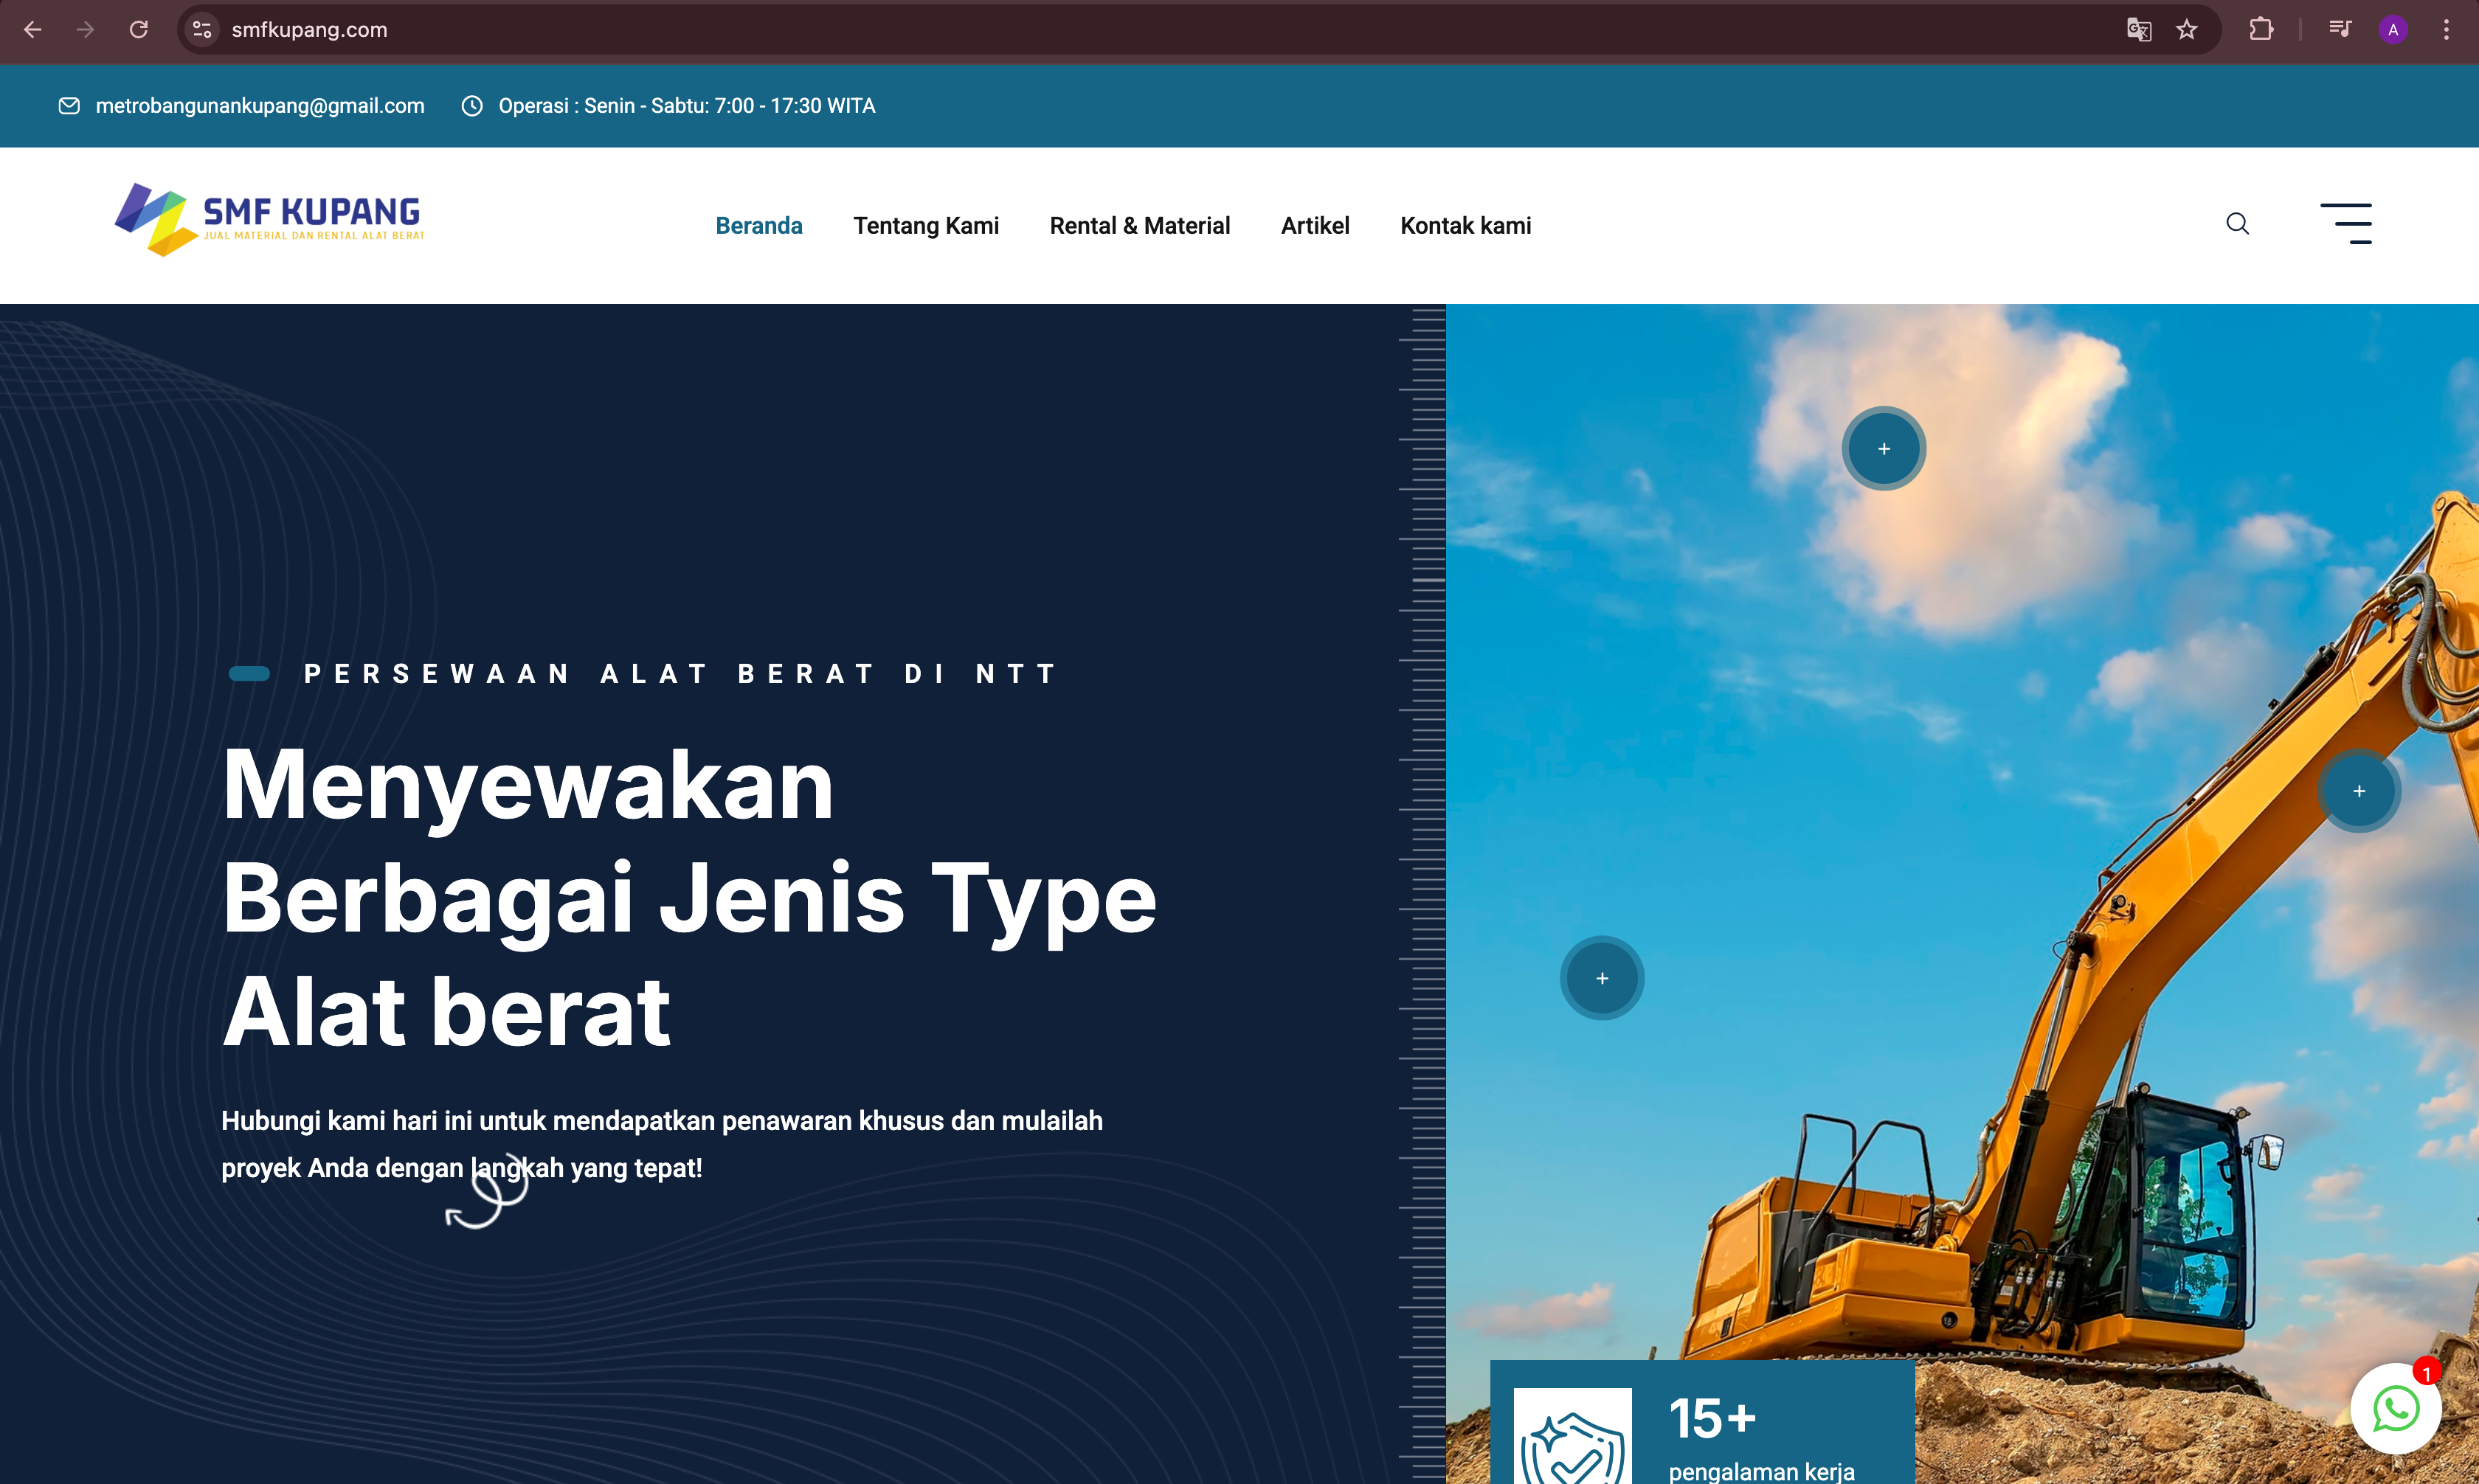 smfkupang.com
A
metrobangunankupang@gmail.com
Operasi : Senin - Sabtu: 7:00 - 17:30 WITA
SMF KUPANG
JUAL MATERIAL DAN RENTAL ALAT BERAT
Beranda
Tentang Kami
Rental & Material
Artikel
Kontak kami
PERSEWAAN ALAT BERAT DI NTT
Menyewakan
Berbagai Jenis Type
Alat berat
Hubungi kami hari ini untuk mendapatkan penawaran khusus dan mulailah
proyek Anda dengan langkah yang tepat!
+
+
+
15+
pengalaman kerja
1